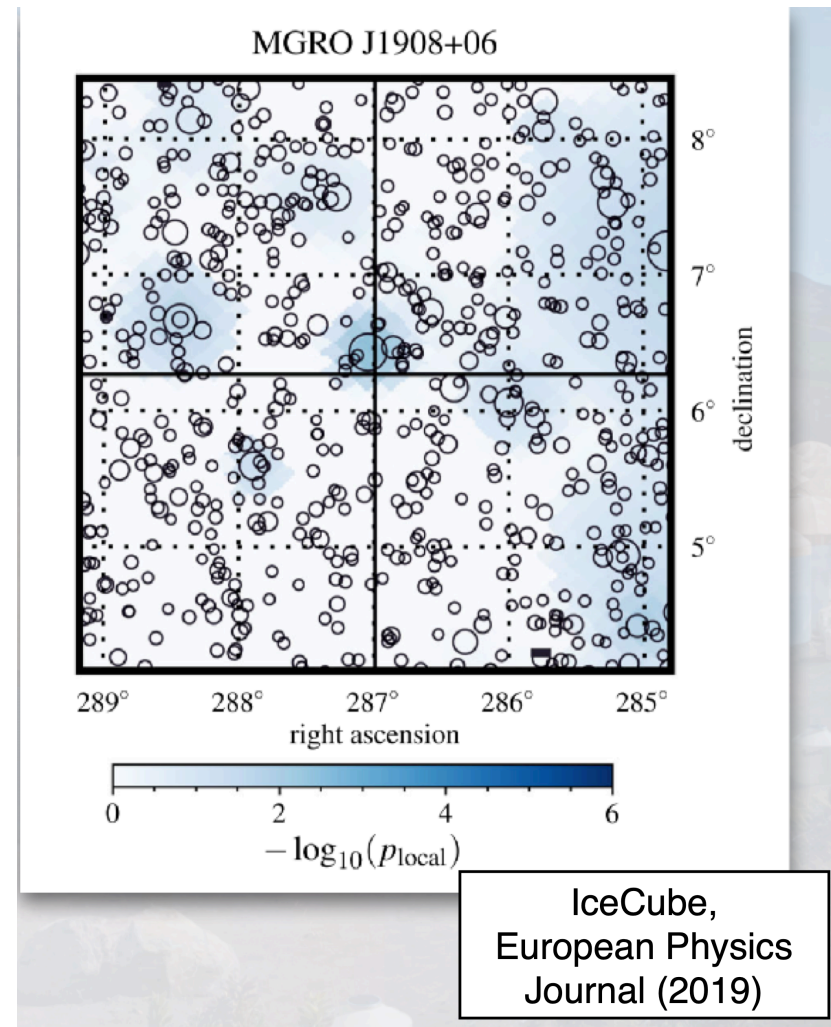 MGRO J1908+06
8°
7°
6°
5°
declination
289° 288° 287° 286° 285°
right ascension
0 2 4 6
− log₁₀(p_local)
IceCube,
European Physics
Journal (2019)